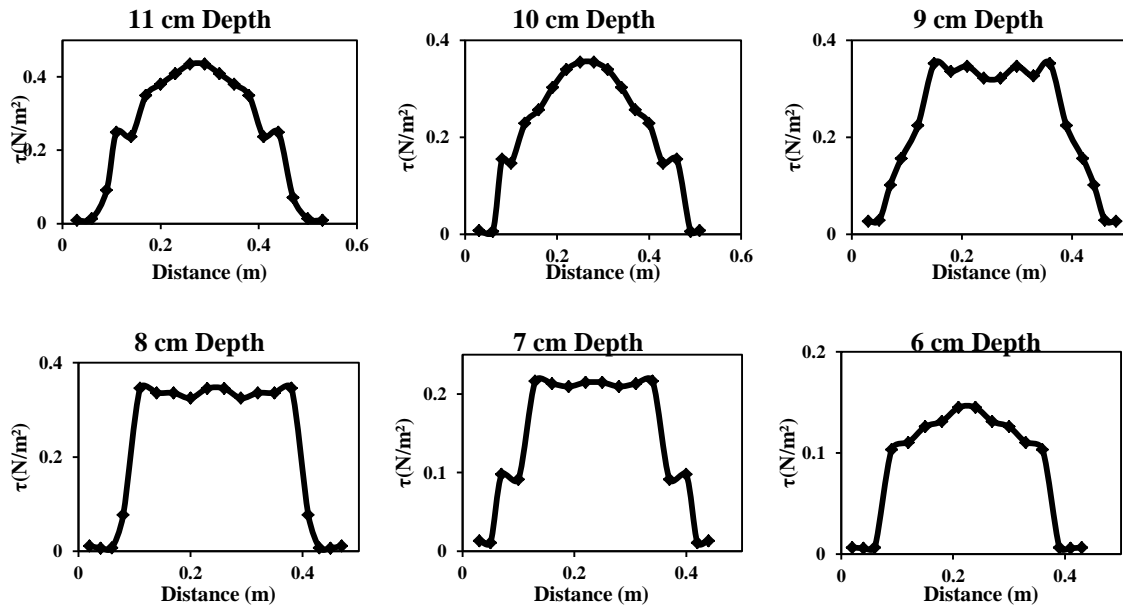 11 cm Depth
10 cm Depth
9 cm Depth
τ(N/m²)
0.4
0.2
0
0
0.2
0.4
0.6
Distance (m)
τ(N/m²)
0.4
0.2
0
0
0.2
0.4
0.6
Distance (m)
τ(N/m²)
0.4
0.2
0
0
0.2
0.4
Distance (m)
8 cm Depth
7 cm Depth
6 cm Depth
τ(N/m²)
0.4
0.2
0
0
0.2
0.4
Distance (m)
τ(N/m²)
0.2
0.1
0
0
0.2
0.4
Distance (m)
τ(N/m²)
0.2
0.1
0
0
0.2
0.4
Distance (m)